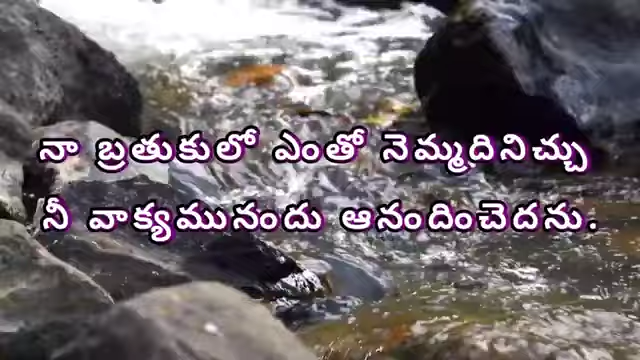 నా బ్రతుకులో ఎంతో నెమ్మదినిచ్చు
నీ వాక్యమునందు ఆనందించెదను.